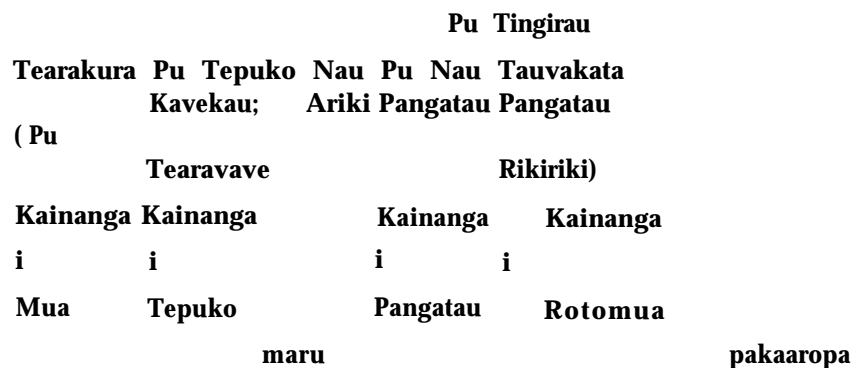 Pu Tingirau
Tearakura Pu Tepuko Nau Pu Nau Tauvakata
Kavekau; Ariki Pangatau Pangatau
( Pu
Tearavave Rikiriki)
Kainanga Kainanga Kainanga Kainanga
i i i i
Mua Tepuko Pangatau Rotomua
maru pakaaropa